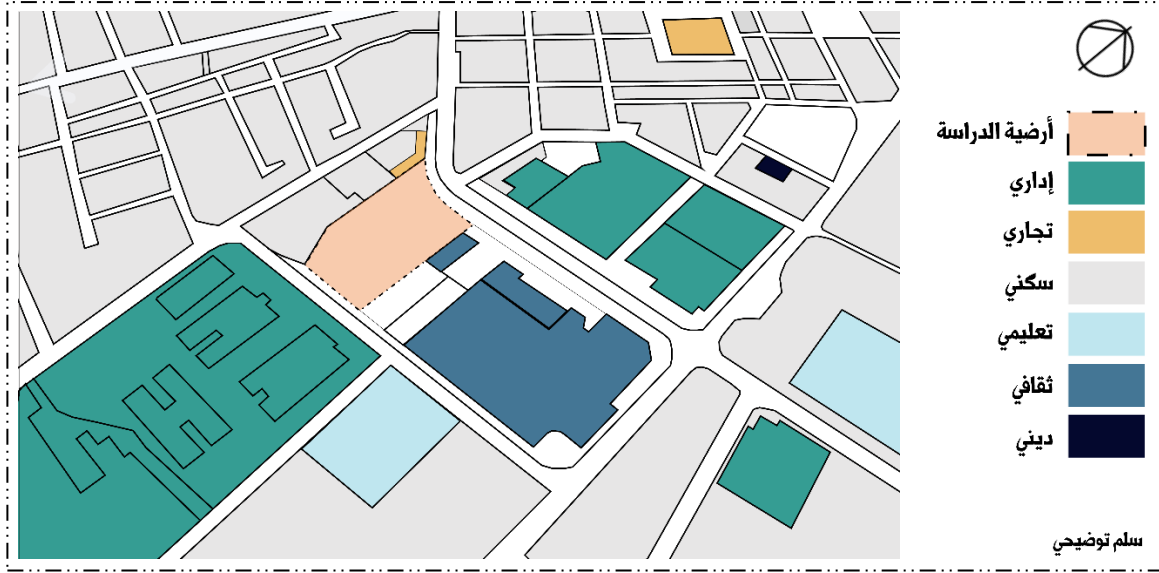 أرضية الدراسة
إداري
تجاري
سكني
تعليمي
ثقافي
ديني
سلم توضيحي